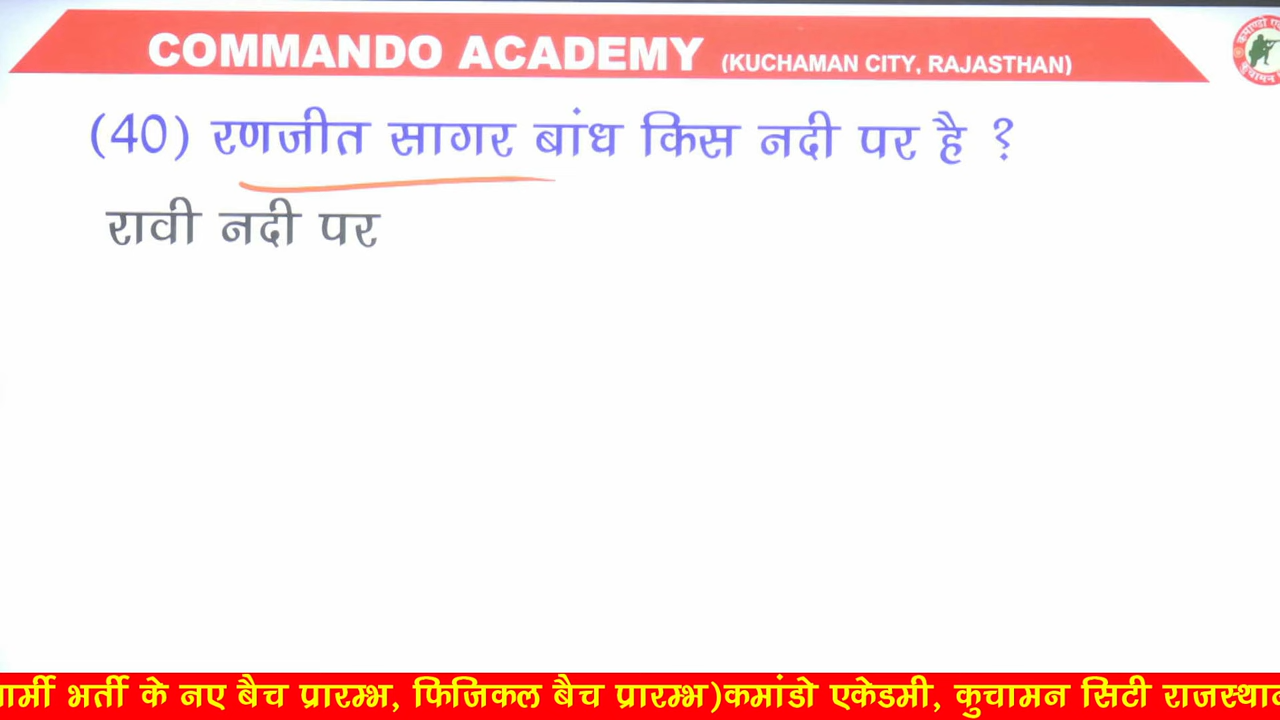 COMMANDO ACADEMY (KUCHAMAN CITY, RAJASTHAN)
(40) रणजीत सागर बांध किस नदी पर है ?
रावी नदी पर
भर्ती के नए बैच प्रारम्भ, फिजिकल बैच प्रारम्भ)कमांडो एकेडमी, कुचामन सिटी